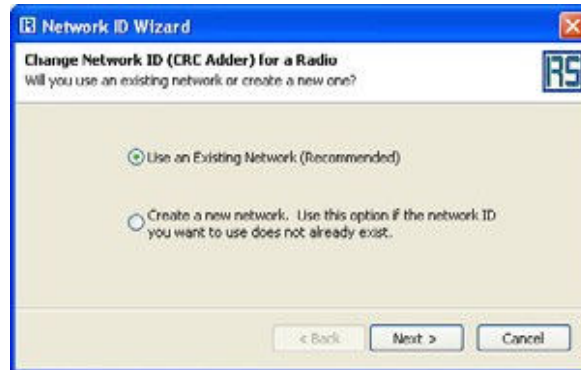 Network ID Wizard
Change Network ID (CRC Adder) for a Radio
Will you use an existing network or create a new one?
RS
Use an Existing Network (Recommended)
Create a new network. Use this option if the network ID
you want to use does not already exist.
< Back Next > Cancel